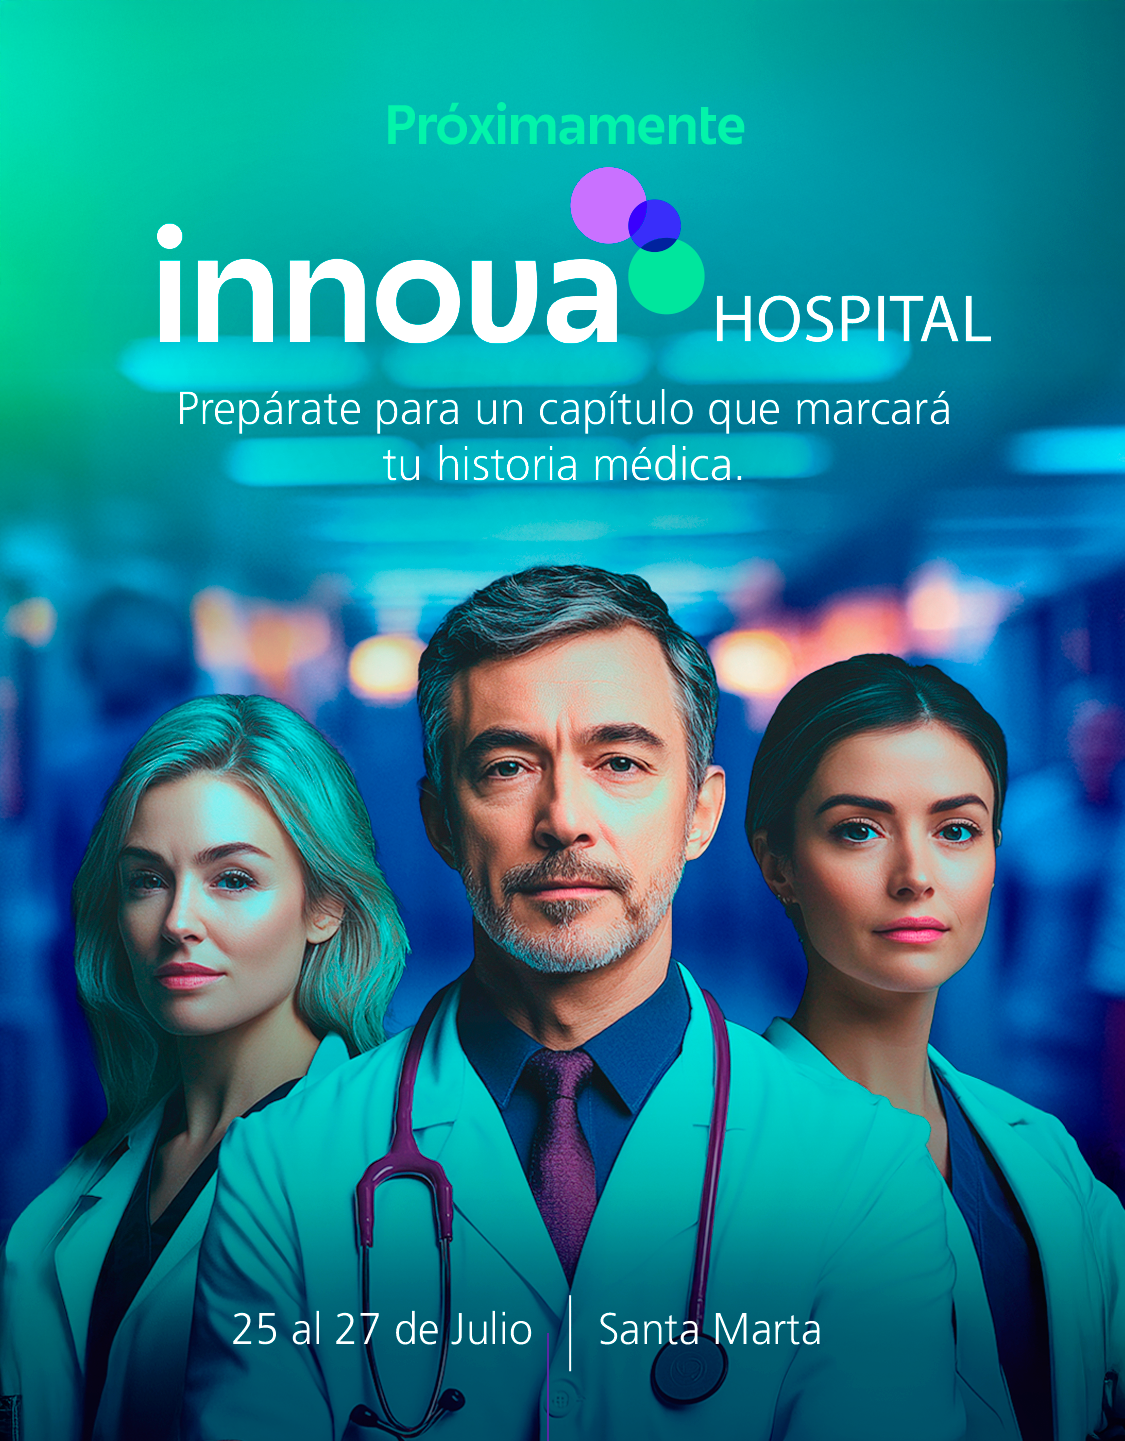 Próximamente
innova HOSPITAL
Prepárate para un capítulo que marcará
tu historia médica.
25 al 27 de Julio | Santa Marta